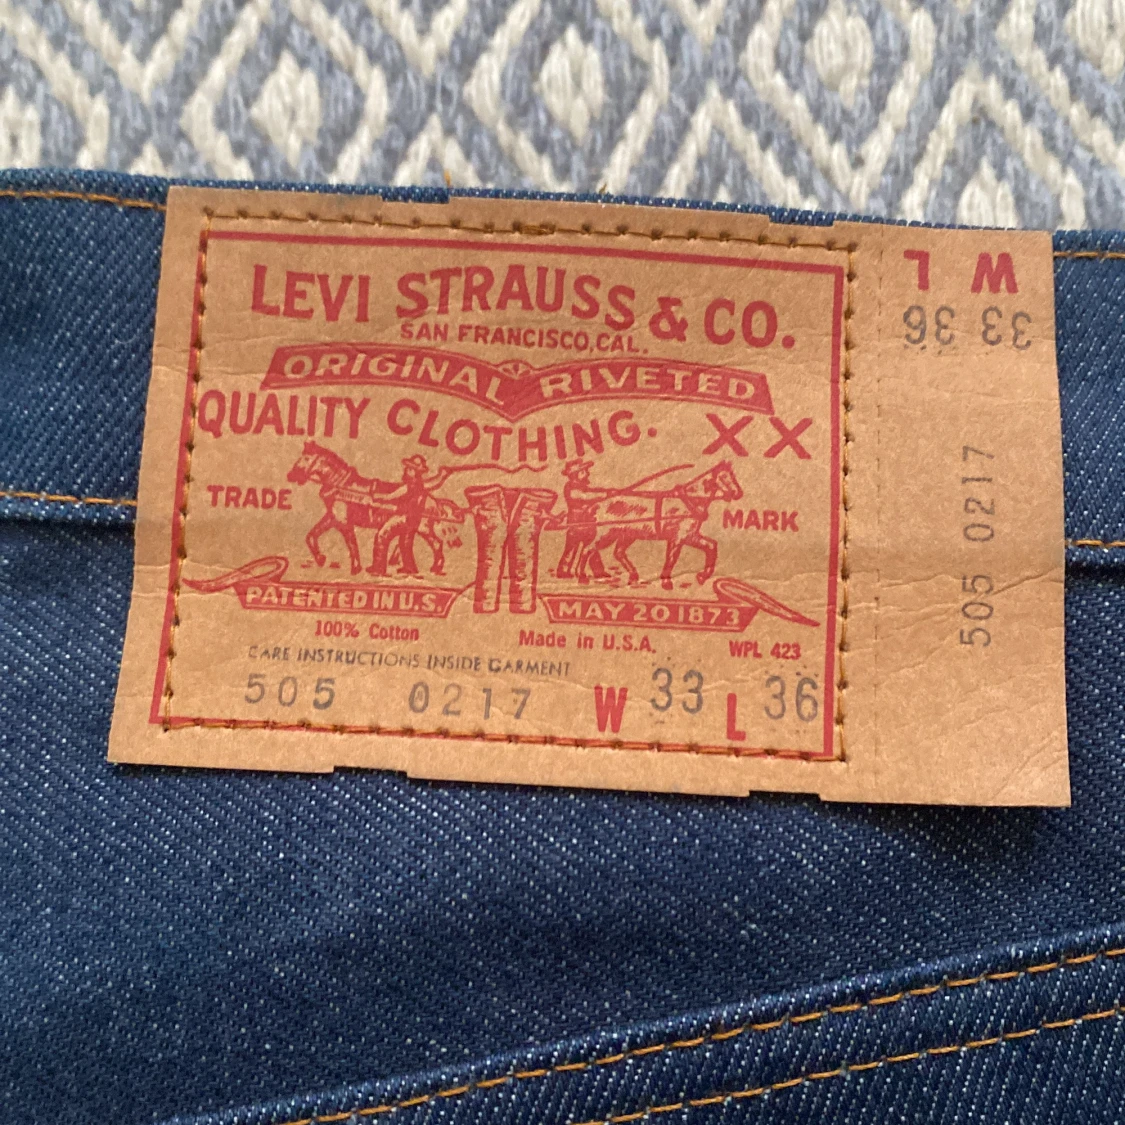 LEVI STRAUSS & CO.
SAN FRANCISCO, CAL.
ORIGINAL RIVETED
QUALITY CLOTHING. XX
TRADE MARK
PATENTED IN U.S. MAY 20 1873
100% Cotton Made in U.S.A. WPL 423
CARE INSTRUCTIONS INSIDE GARMENT
505 0217 W 33 L 36
W L
33 36
505 0217